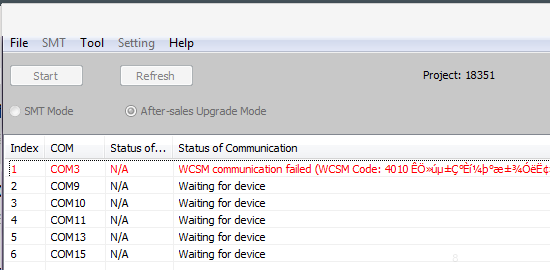 File SMT Tool Setting Help
Start Refresh Project: 18351
SMT Mode After-sales Upgrade Mode
Index COM Status of... Status of Communication
1 COM3 N/A WCSM communication failed (WCSM Code: 4010 ÊÖ»úµ±ÇºÈí¼þ°æ±¾ÓëË¢
2 COM9 N/A Waiting for device
3 COM10 N/A Waiting for device
4 COM11 N/A Waiting for device
5 COM13 N/A Waiting for device
6 COM15 N/A Waiting for device
8